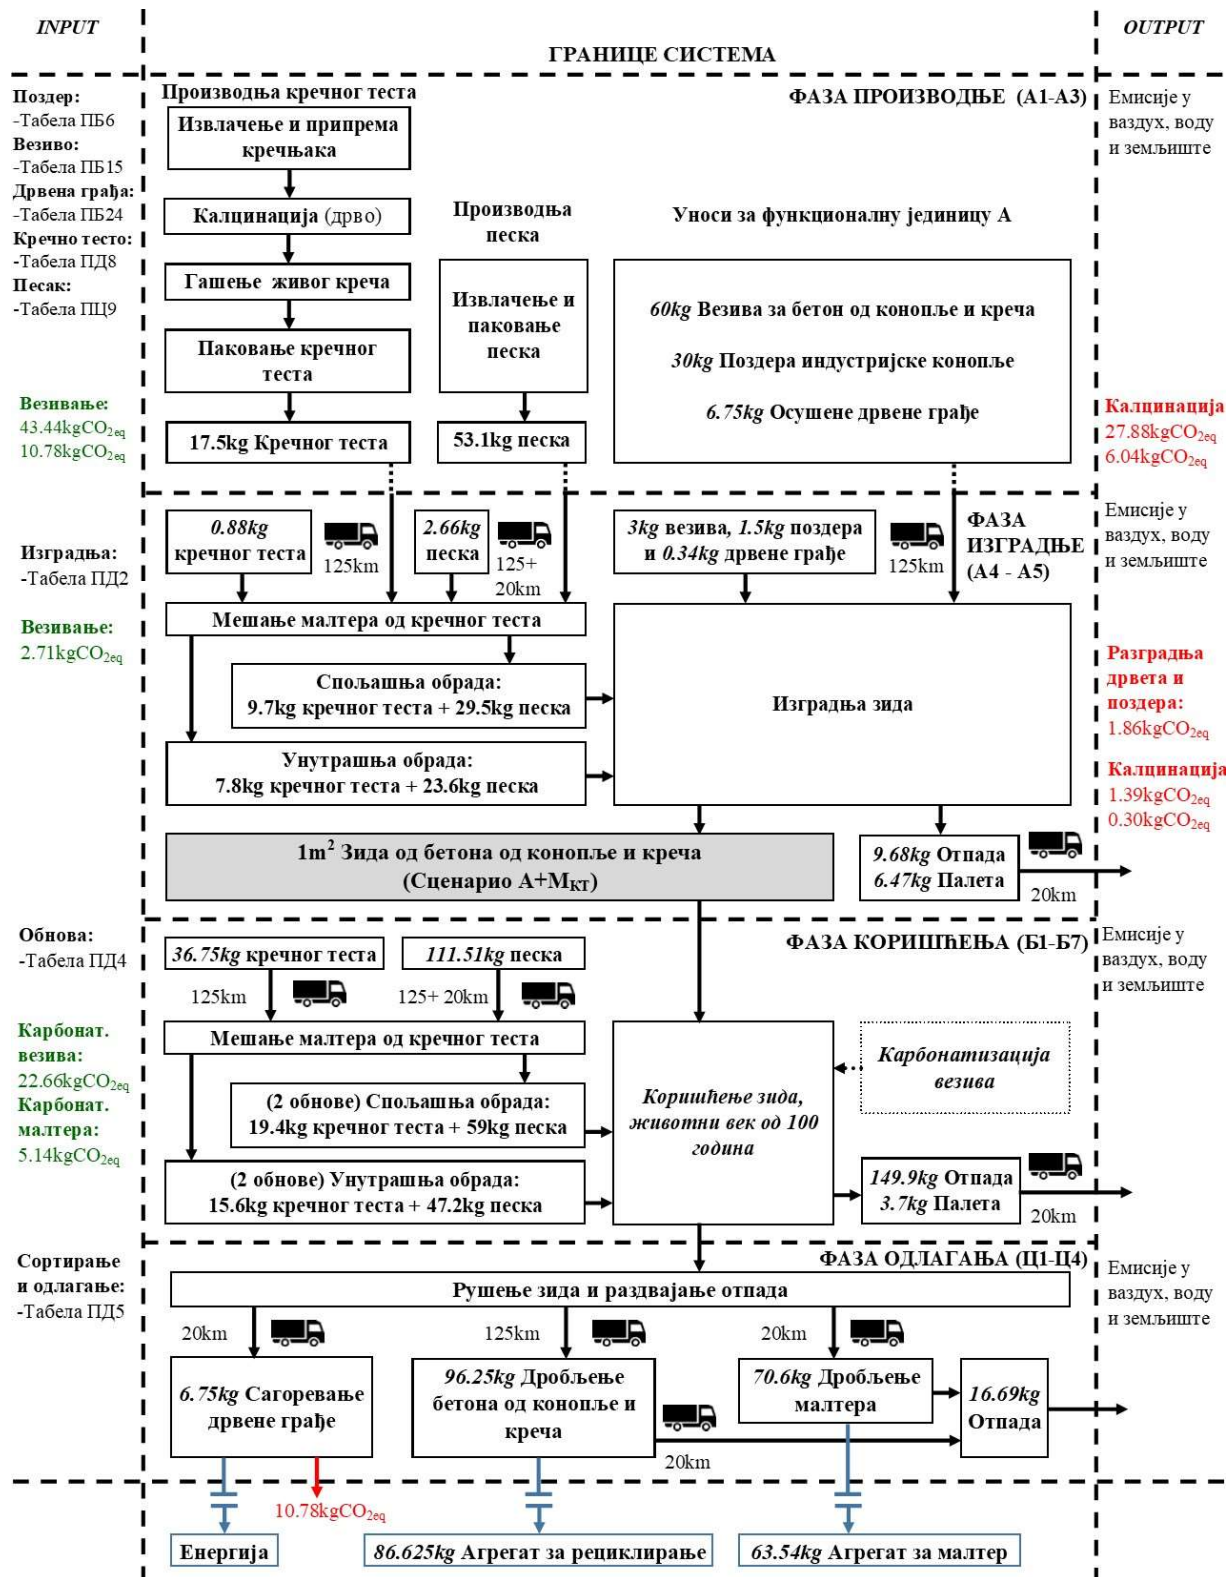 INPUT
ГРАНИЦЕ СИСТЕМА
OUTPUT
Поздер:
-Табела ПБ6
Везиво:
-Табела ПБ15
Дрвена грађа:
-Табела ПБ24
Кречно тесто:
-Табела ПД8
Песак:
-Табела ПЦ9
Везивање:
43.44kgCO2eq
10.78kgCO2eq
Производња кречног теста
Извлачење и припрема
кречњака
Калцинација (дрво)
Гашење живог креча
Паковање кречног
теста
17.5kg Кречног теста
Производња
песка
Извлачење и
паковање
песка
53.1kg песка
ФАЗА ПРОИЗВОДЊЕ (А1-А3)
Уноси за функционалну јединицу А
60kg Везива за бетон од конопље и креча
30kg Поздера индустријске конопље
6.75kg Осушене дрвене грађе
Емисије у
ваздух, воду
и земљиште
Калцинација
27.88kgCO2eq
6.04kgCO2eq
Изградња:
-Табела ПД2
Везивање:
2.71kgCO2eq
0.88kg
кречног теста
125km
2.66kg
песка
125+
20km
3kg везива, 1.5kg поздера
и 0.34kg дрвене грађе
125km
ФАЗА
ИЗГРАДЊЕ
(А4 - А5)
Мешање малтера од кречног теста
Спољашња обрада:
9.7kg кречног теста + 29.5kg песка
Унутрашња обрада:
7.8kg кречног теста + 23.6kg песка
Изградња зида
1m² Зида од бетона од конопље и креча
(Сценарио А+МКТ)
9.68kg Отпада
6.47kg Палета
20km
Емисије у
ваздух, воду
и земљиште
Разградња
дрвета и
поздера:
1.86kgCO2eq
Калцинација
1.39kgCO2eq
0.30kgCO2eq
Обнова:
-Табела ПД4
Карбонат.
везива:
22.66kgCO2eq
Карбонат.
малтера:
5.14kgCO2eq
ФАЗА КОРИШЋЕЊА (Б1-Б7)
36.75kg кречног теста
111.51kg песка
125km
125+ 20km
Мешање малтера од кречног теста
(2 обнове) Спољашња обрада:
19.4kg кречног теста + 59kg песка
(2 обнове) Унутрашња обрада:
15.6kg кречног теста + 47.2kg песка
Коришћење зида,
животни век од 100
година
Карбонатизација
везива
149.9kg Отпада
3.7kg Палета
20km
Емисије у
ваздух, воду
и земљиште
Сортирање
и одлагање:
-Табела ПД5
ФАЗА ОДЛАГАЊА (Ц1-Ц4)
Рушење зида и раздвајање отпада
20km
125km
20km
6.75kg Сагоревање
дрвене грађе
96.25kg Дробљење
бетона од конопље и
креча
70.6kg Дробљење
малтера
16.69kg
Отпада
20km
Емисије у
ваздух, воду
и земљиште
10.78kgCO2eq
Енергија
86.625kg Агрегат за рециклирање
63.54kg Агрегат за малтер